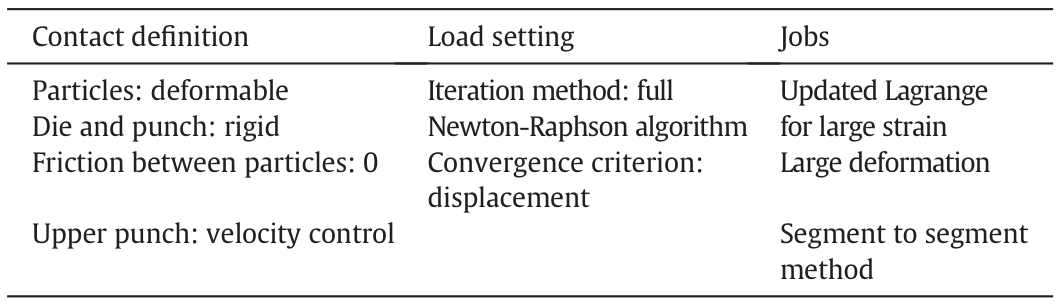 Contact definition Load setting Jobs
Particles: deformable Iteration method: full Updated Lagrange
Die and punch: rigid Newton-Raphson algorithm for large strain
Friction between particles: 0 Convergence criterion: Large deformation
displacement
Upper punch: velocity control Segment to segment
method